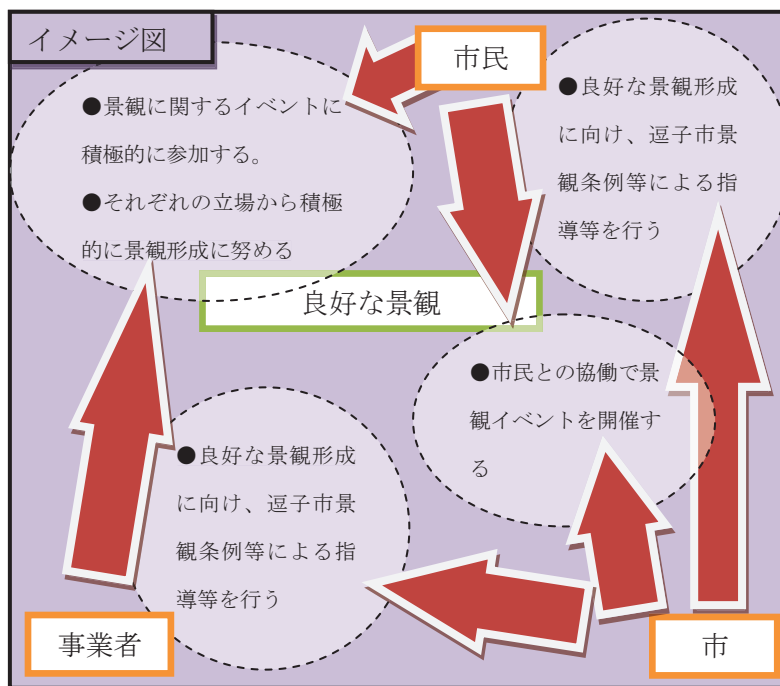 イメージ図
市民
●景観に関するイベントに
積極的に参加する。
●それぞれの立場から積極
的に景観形成に努める
●良好な景観形成
に向け、逗子市景
観条例等による指
導等を行う
良好な景観
●市民との協働で景
観イベントを開催す
る
●良好な景観形成
に向け、逗子市景
観条例等による指
導等を行う
事業者
市